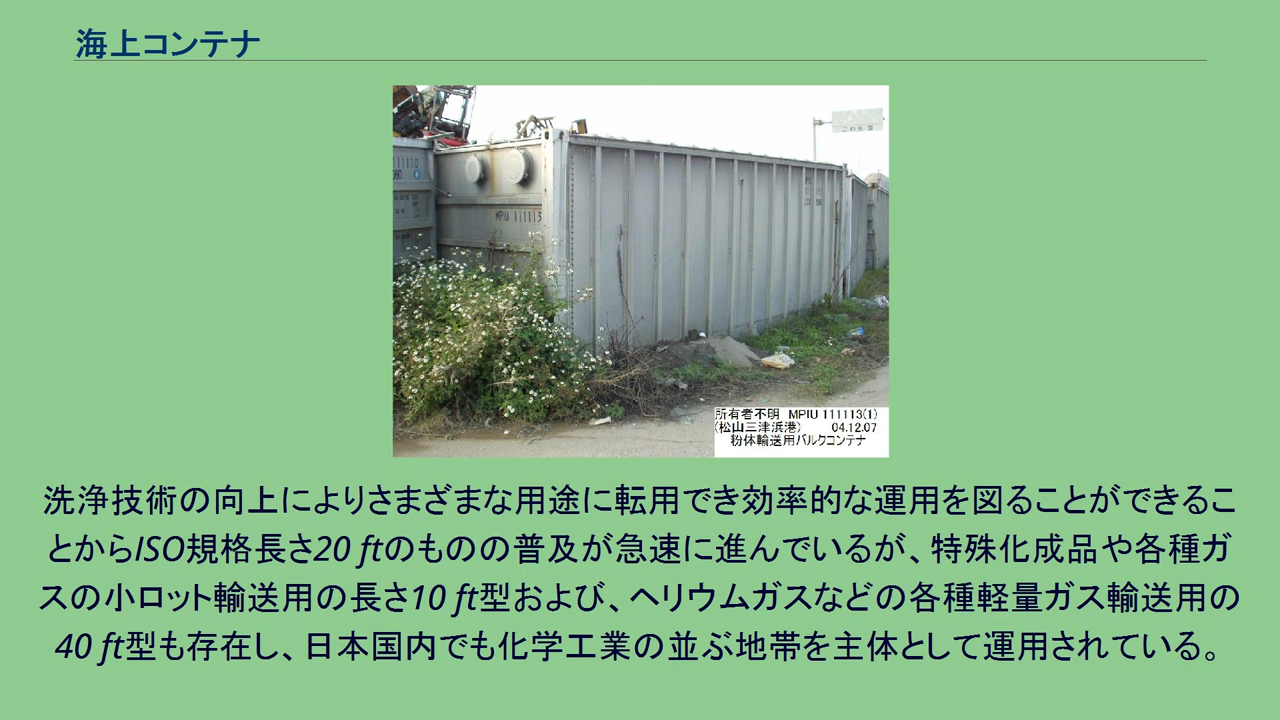 海上コンテナ
111110
MPIU 111113
この先
所有者不明 MPIU 111113(1)
(松山三津浜港) 04.12.07
粉体輸送用バルクコンテナ
洗浄技術の向上によりさまざまな用途に転用でき効率的な運用を図ることができるこ
とからISO規格長さ20 ftのものの普及が急速に進んでいるが、特殊化成品や各種ガ
スの小ロット輸送用の長さ10 ft型および、ヘリウムガスなどの各種軽量ガス輸送用の
40 ft型も存在し、日本国内でも化学工業の並ぶ地帯を主体として運用されている。